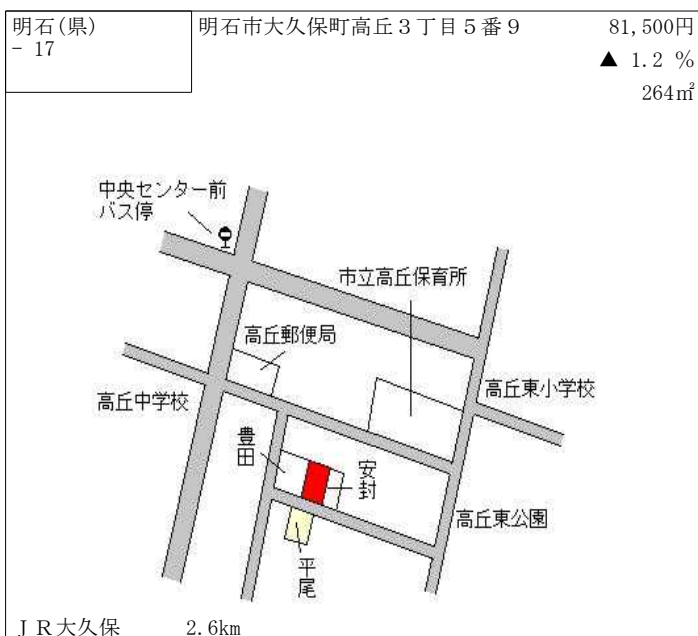 明石(県)
- 17
明石市大久保町高丘３丁目５番９
81,500円
▲ 1.2 %
264㎡
中央センター前
バス停
市立高丘保育所
高丘郵便局
高丘東小学校
高丘中学校
豊田
安封
高丘東公園
平尾
ＪＲ大久保 2.6km